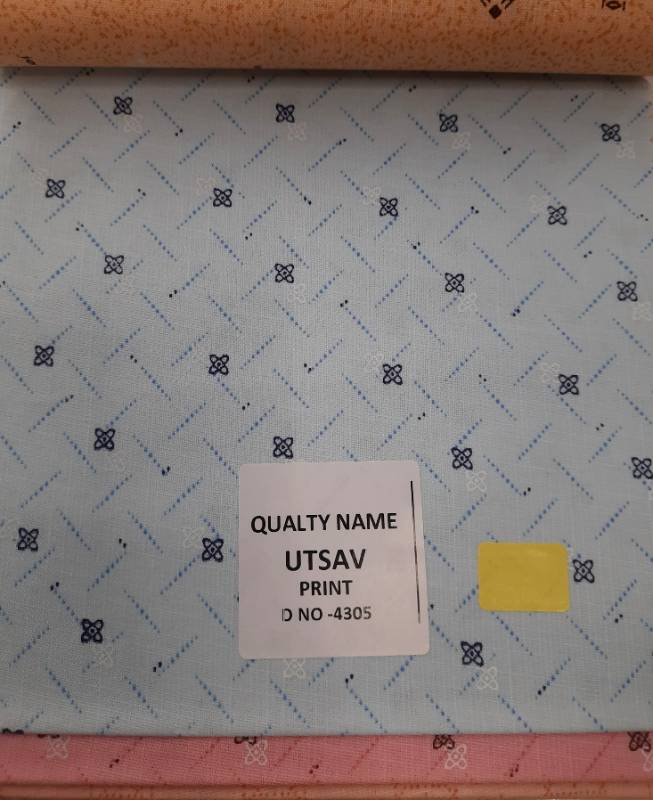 QUALTY NAME
UTSAV
PRINT
D NO -4305